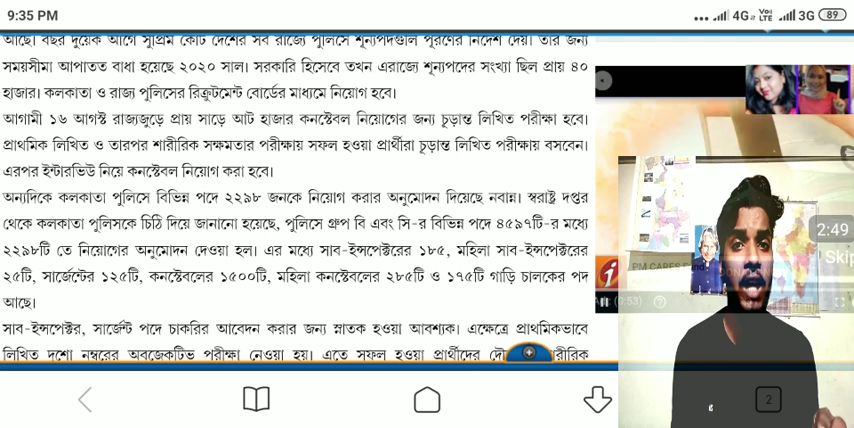 9:35 PM
4G
Vo LTE
3G
89
আছে। বছর দুয়েক আগে সুপ্রিম কোর্ট দেশের সব রাজ্যে পুলিসে শূন্যপদগুলি পূরণের নির্দেশ দেয়। তার জন্য
সময়সীমা আপাতত বাধা হয়েছে ২০২০ সাল। সরকারি হিসেবে তখন এরাজ্যে শূন্যপদের সংখ্যা ছিল প্রায় ৪০
হাজার। কলকাতা ও রাজ্য পুলিসের রিক্রুটমেন্ট বোর্ডের মাধ্যমে নিয়োগ হবে।
আগামী ১৬ আগস্ট রাজ্যজুড়ে প্রায় সাড়ে আট হাজার কনস্টেবল নিয়োগের জন্য চূড়ান্ত লিখিত পরীক্ষা হবে।
প্রাথমিক লিখিত ও তারপর শারীরিক সক্ষমতার পরীক্ষায় সফল হওয়া প্রার্থীরা চূড়ান্ত লিখিত পরীক্ষায় বসবেন।
এরপর ইন্টারভিউ নিয়ে কনস্টেবল নিয়োগ করা হবে।
অন্যদিকে কলকাতা পুলিসে বিভিন্ন পদে ২২৯৮ জনকে নিয়োগ করার অনুমোদন দিয়েছে নবান্ন। স্বরাষ্ট্র দপ্তর
থেকে কলকাতা পুলিসকে চিঠি দিয়ে জানানো হয়েছে, পুলিসে গ্রুপ বি এবং সি-র বিভিন্ন পদে ৪৫৯৭টি-র মধ্যে
২২৯৮টি তে নিয়োগের অনুমোদন দেওয়া হল। এর মধ্যে সাব-ইন্সপেক্টরের ১৮৫, মহিলা সাব-ইন্সপেক্টরের
২৫টি, সার্জেন্টের ১২৫টি, কনস্টেবলের ১৫০০টি, মহিলা কনস্টেবলের ২৮৫টি ও ১৭৫টি গাড়ি চালকের পদ
আছে।
সাব-ইন্সপেক্টর, সার্জেন্ট পদে চাকরির আবেদন করার জন্য স্নাতক হওয়া আবশ্যক। এক্ষেত্রে প্রাথমিকভাবে
লিখিত দুশো নম্বরের অবজেকটিভ পরীক্ষা নেওয়া হয়। এতে সফল হওয়া প্রার্থীদের
2:49
Skip
PM CARES
(0:53)
2